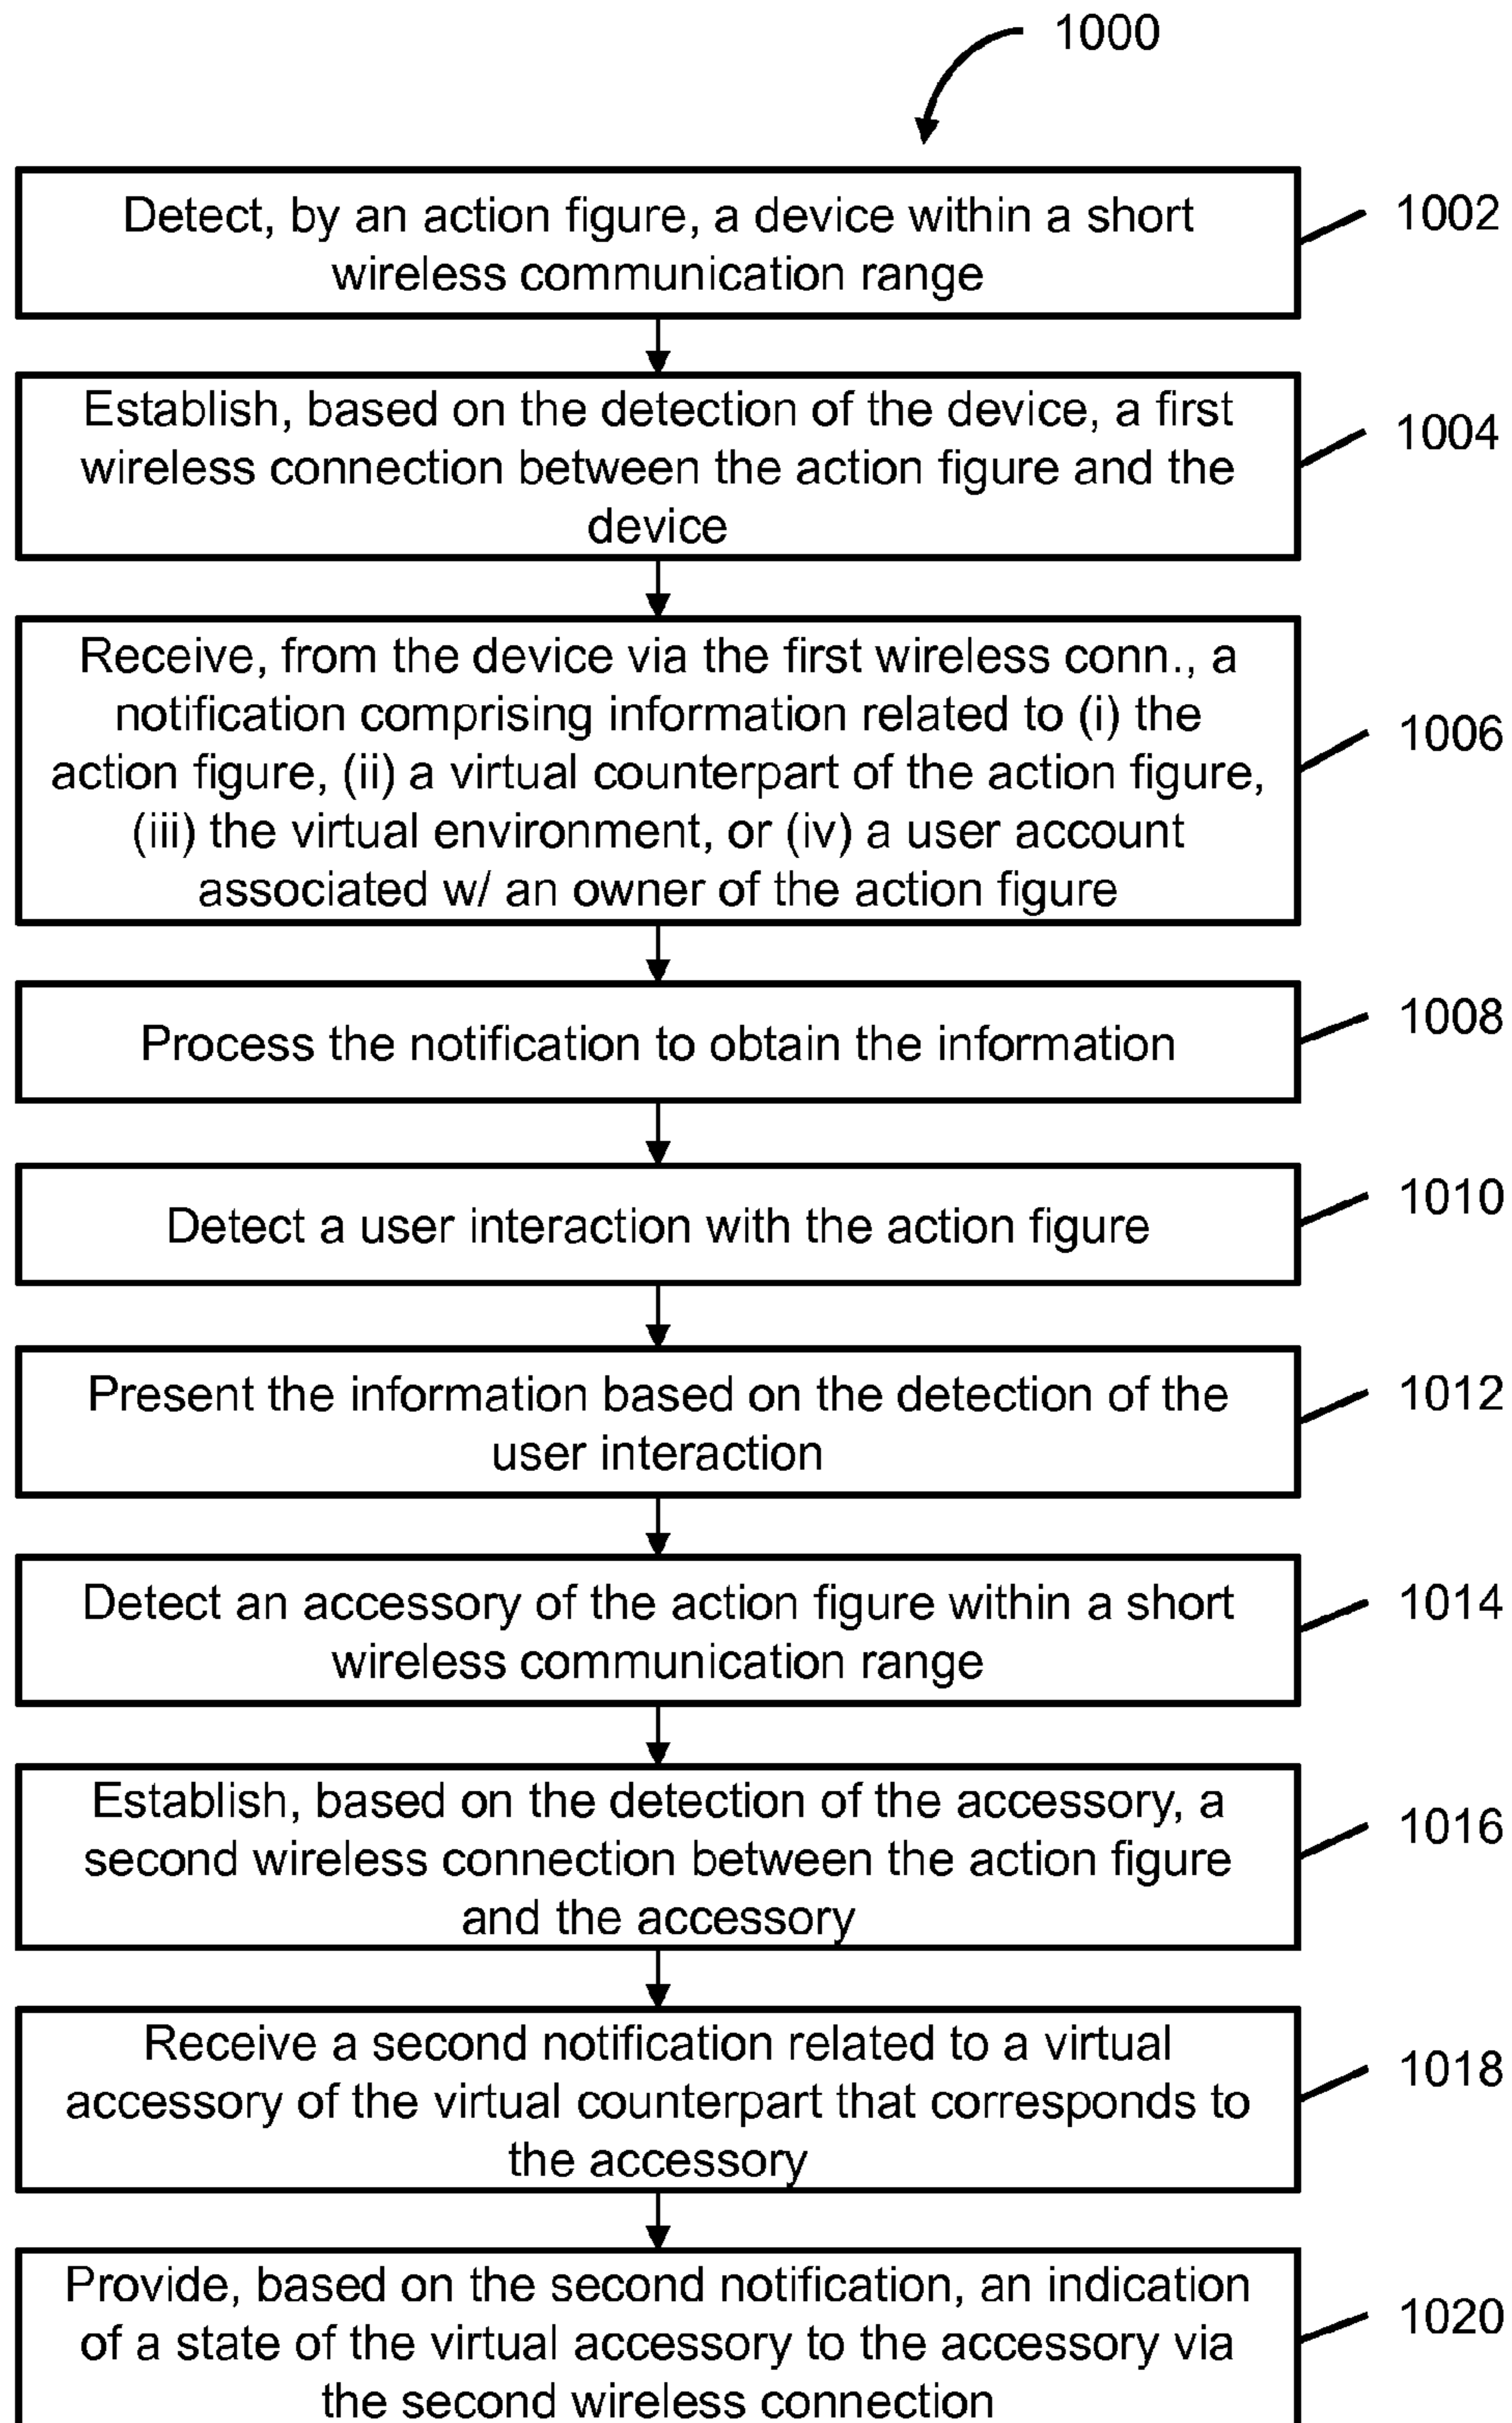 1000
Detect, by an action figure, a device within a short
wireless communication range
1002
Establish, based on the detection of the device, a first
wireless connection between the action figure and the
device
1004
Receive, from the device via the first wireless conn., a
notification comprising information related to (i) the
action figure, (ii) a virtual counterpart of the action figure,
(iii) the virtual environment, or (iv) a user account
associated w/ an owner of the action figure
1006
Process the notification to obtain the information
1008
Detect a user interaction with the action figure
1010
Present the information based on the detection of the
user interaction
1012
Detect an accessory of the action figure within a short
wireless communication range
1014
Establish, based on the detection of the accessory, a
second wireless connection between the action figure
and the accessory
1016
Receive a second notification related to a virtual
accessory of the virtual counterpart that corresponds to
the accessory
1018
Provide, based on the second notification, an indication
of a state of the virtual accessory to the accessory via
the second wireless connection
1020